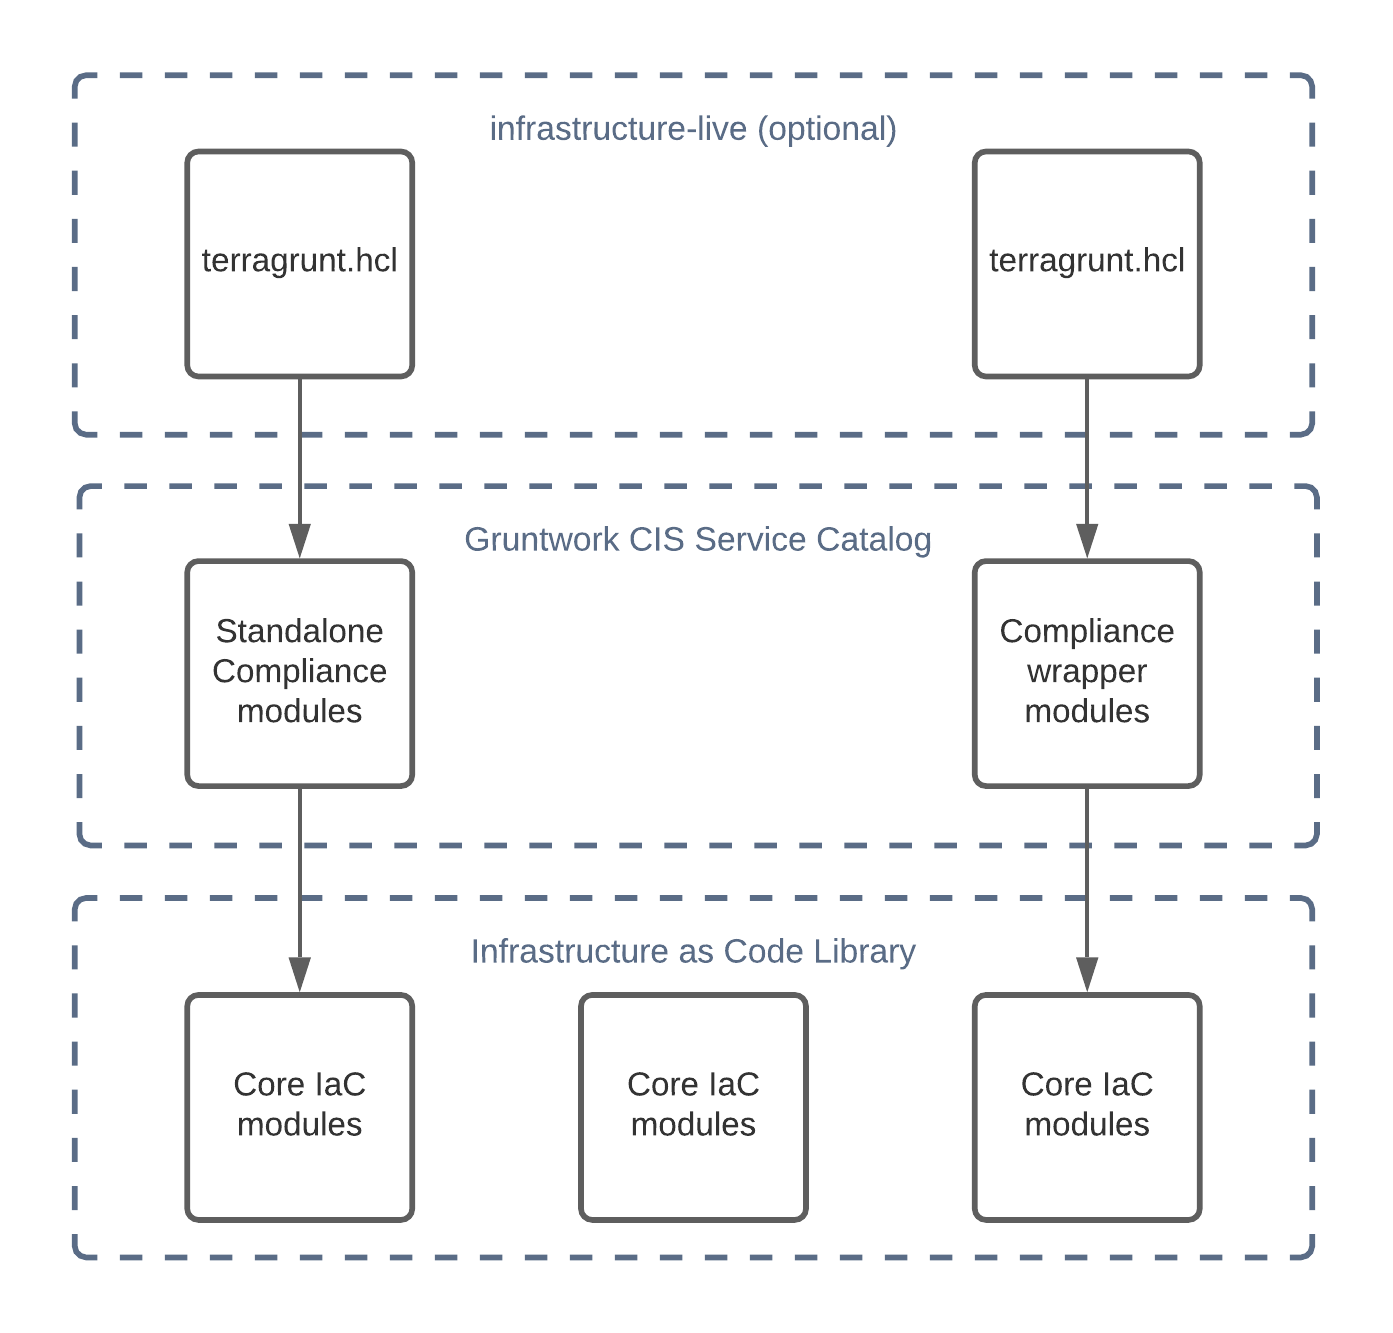 infrastructure-live (optional)
terragrunt.hcl
terragrunt.hcl
Gruntwork CIS Service Catalog
Standalone
Compliance
modules
Compliance
wrapper
modules
Infrastructure as Code Library
Core IaC
modules
Core IaC
modules
Core IaC
modules